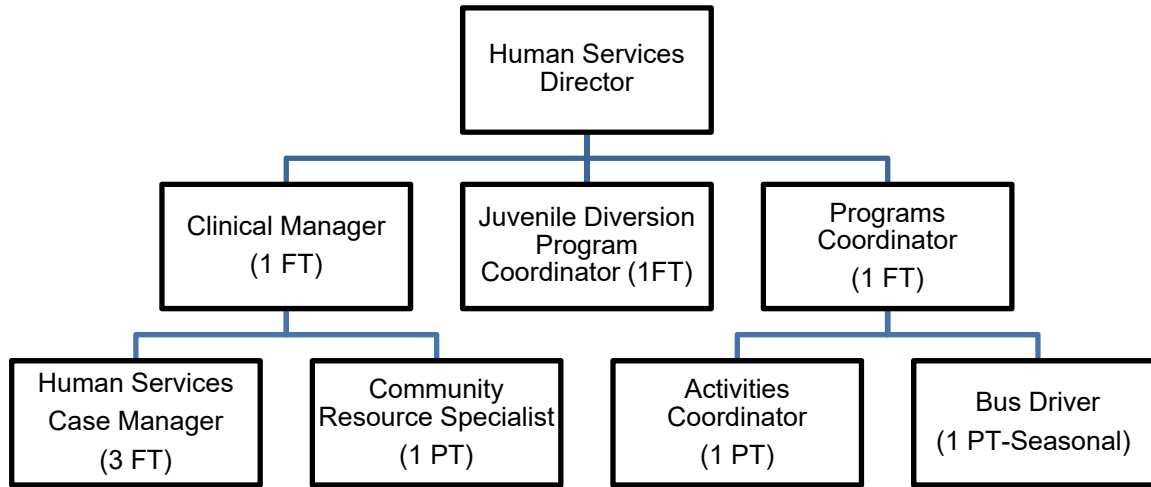 Human Services
Director
Clinical Manager
(1 FT)
Juvenile Diversion
Program
Coordinator (1FT)
Programs
Coordinator
(1 FT)
Human Services
Case Manager
(3 FT)
Community
Resource Specialist
(1 PT)
Activities
Coordinator
(1 PT)
Bus Driver
(1 PT-Seasonal)